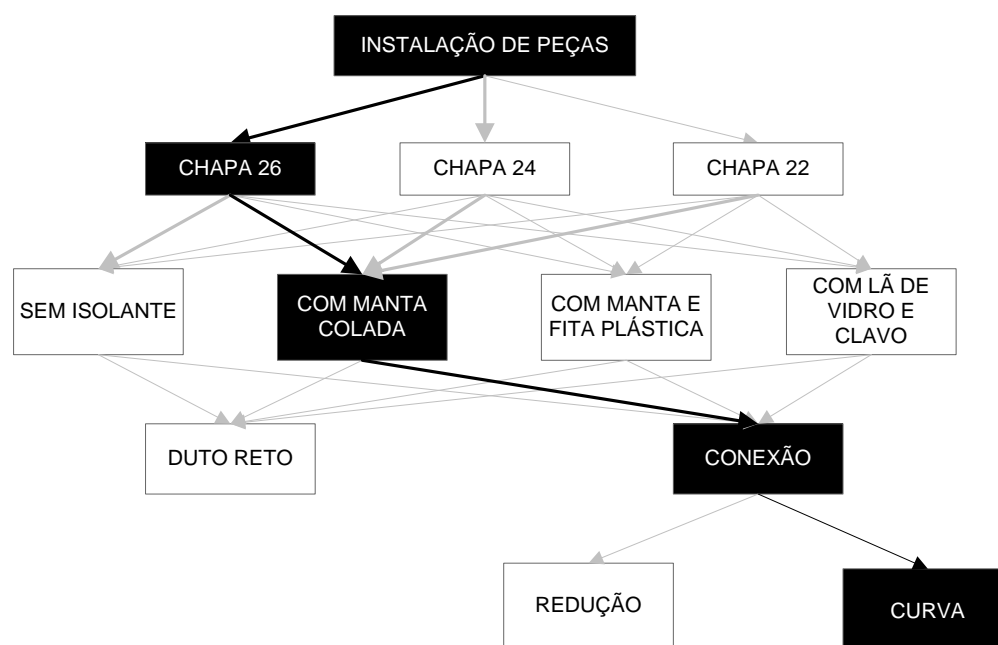 INSTALAÇÃO DE PEÇAS
CHAPA 26
CHAPA 24
CHAPA 22
SEM ISOLANTE
COM MANTA
COLADA
COM MANTA E
FITA PLÁSTICA
COM LÃ DE
VIDRO E
CLAVO
DUTO RETO
CONEXÃO
REDUÇÃO
CURVA